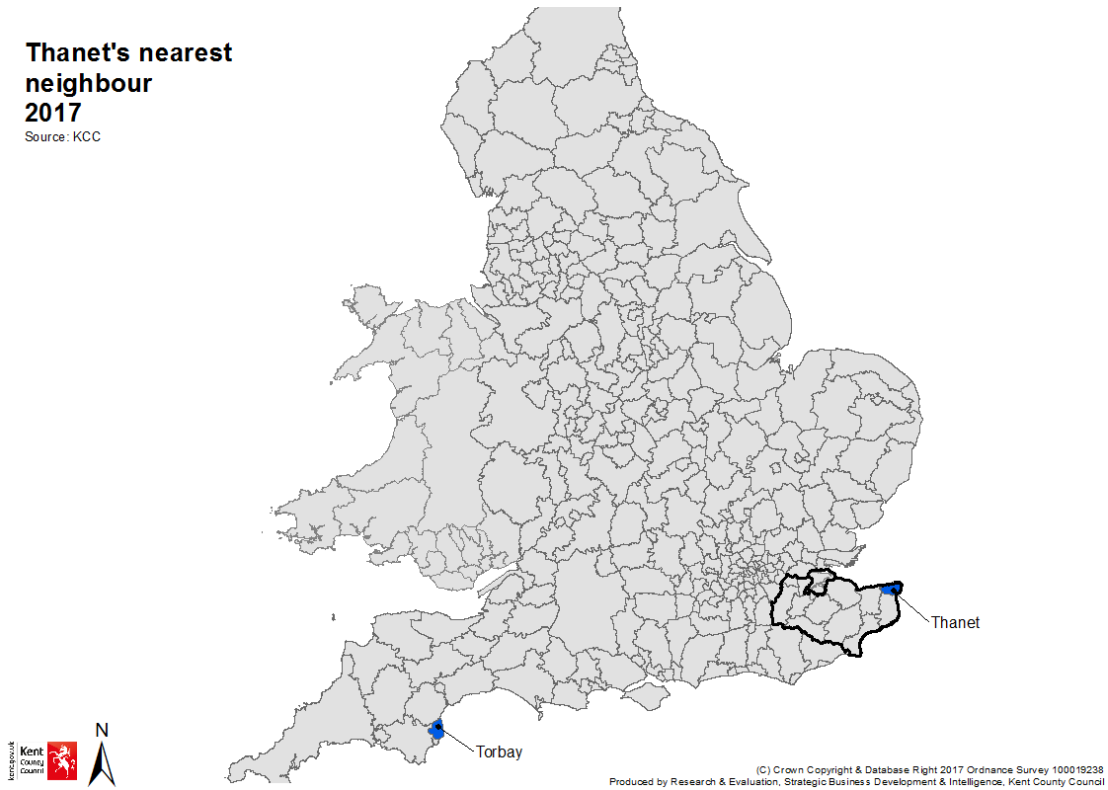 Thanet's nearest
neighbour
2017
Source: KCC
Thanet
Torbay
N
kent.gov.uk
Kent
County
Council
(C) Crown Copyright & Database Right 2017 Ordnance Survey 100019238
Produced by Research & Evaluation, Strategic Business Development & Intelligence, Kent County Council